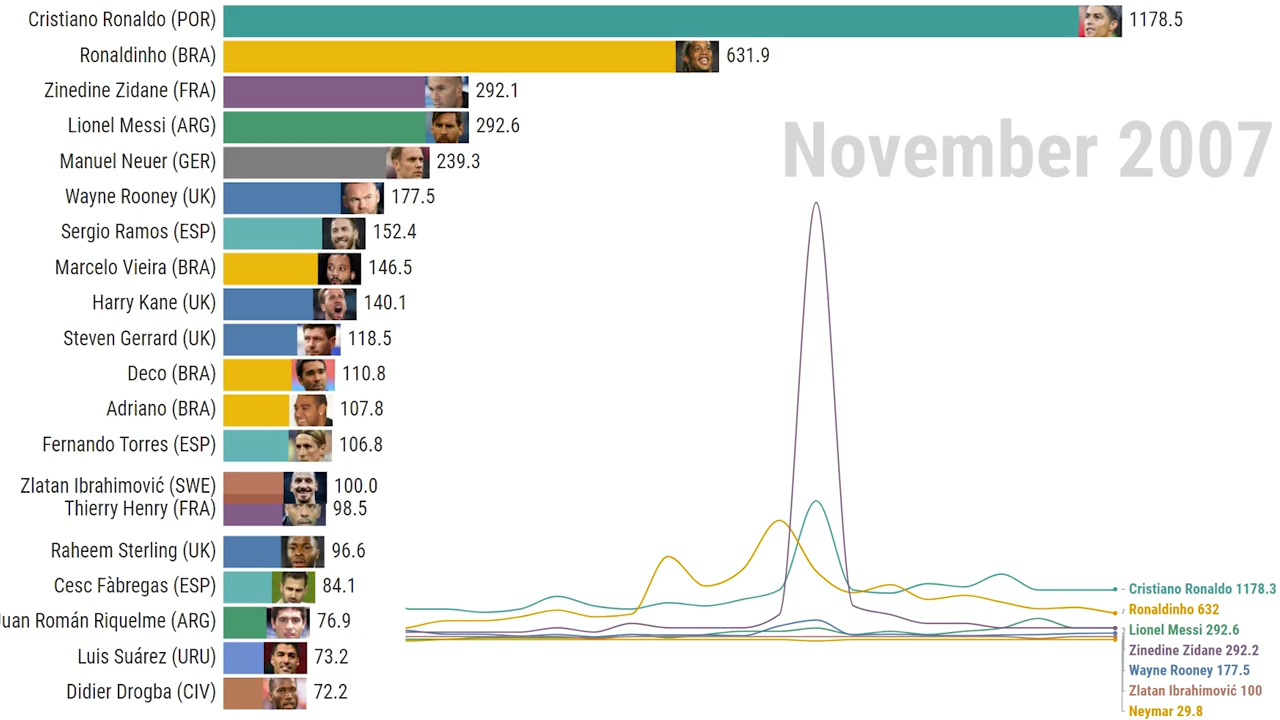 Cristiano Ronaldo (POR) 1178.5
Ronaldinho (BRA) 631.9
Zinedine Zidane (FRA) 292.1
Lionel Messi (ARG) 292.6
November 2007
Manuel Neuer (GER) 239.3
Wayne Rooney (UK) 177.5
Sergio Ramos (ESP) 152.4
Marcelo Vieira (BRA) 146.5
Harry Kane (UK) 140.1
Steven Gerrard (UK) 118.5
Deco (BRA) 110.8
Adriano (BRA) 107.8
Fernando Torres (ESP) 106.8
Zlatan Ibrahimović (SWE) 100.0
Thierry Henry (FRA) 98.5
Raheem Sterling (UK) 96.6
Cesc Fàbregas (ESP) 84.1
Juan Román Riquelme (ARG) 76.9
Luis Suárez (URU) 73.2
Didier Drogba (CIV) 72.2
Cristiano Ronaldo 1178.3
Ronaldinho 632
Lionel Messi 292.6
Zinedine Zidane 292.2
Wayne Rooney 177.5
Zlatan Ibrahimović 100
Neymar 29.8